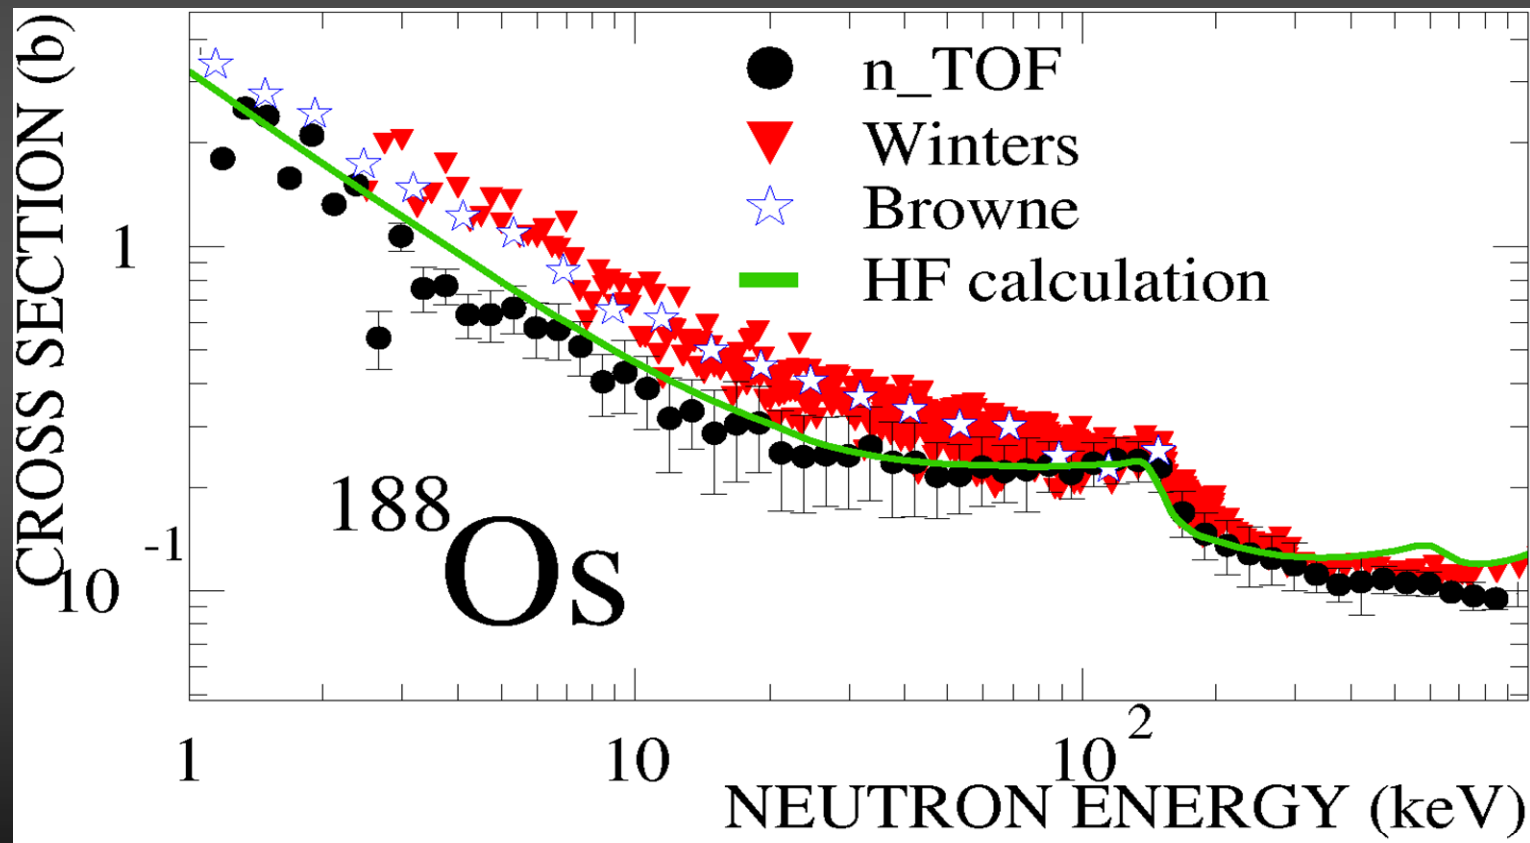 CROSS SECTION (b)
n_TOF
Winters
Browne
HF calculation
1
10
-1
188
Os
1
10
10
2
NEUTRON ENERGY (keV)